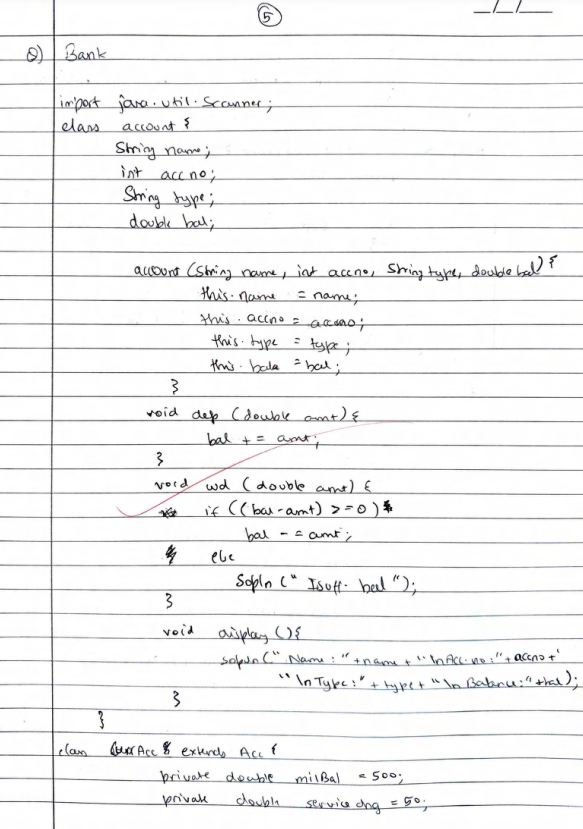 5
_/_/__
Q) Bank
import java.util.Scanner;
class account {
String name;
int accno;
String type;
double bal;
account (String name, int accno, String type, double bal) {
this.name = name;
this.accno = accno;
this.type = type;
this.bal = bal;
}
void dep (double amt) {
bal += amt;
}
void wd (double amt) {
if ((bal-amt) >= 0)
bal -= amt;
else
Sopln (" Isuff. bal ");
}
void display () {
sopln (" Name : " + name + " \n Acc. no : " + accno +
" \n Type : " + type + " \n Balance : " + bal);
}
}
class Acc extends Acc {
private double milBal = 500;
private double service chg = 50;